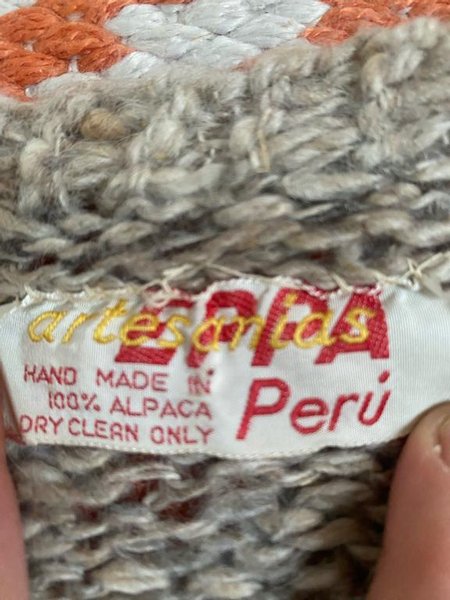 artesanias
EPPA
HAND MADE IN
100% ALPACA
DRY CLEAN ONLY
Perú